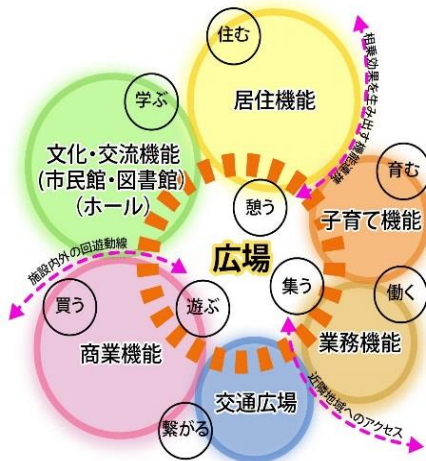 住む
居住機能
相乗効果を生み出す機能連携
学ぶ
文化・交流機能
(市民館・図書館)
(ホール)
育む
子育て機能
憩う
広場
施設内外の回遊動線
集う
働く
買う
遊ぶ
商業機能
業務機能
交通広場
近隣地域へのアクセス
繋がる